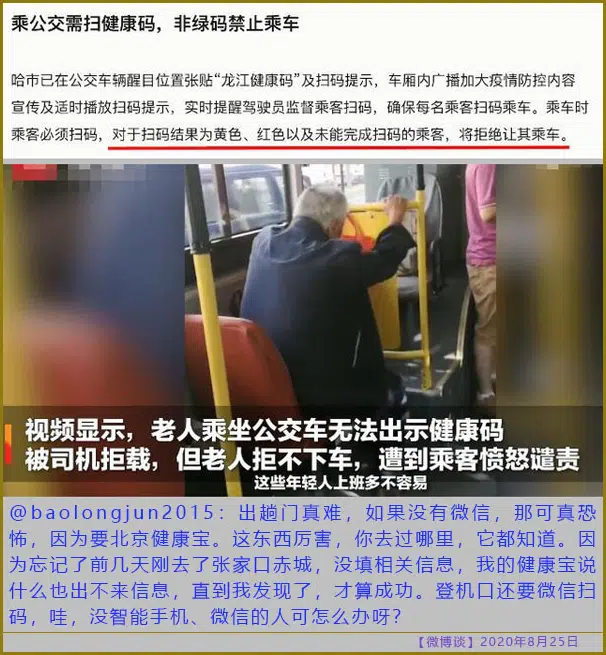 乘公交需扫健康码，非绿码禁止乘车
哈市已在公交车辆醒目位置张贴“龙江健康码”及扫码提示，车厢内广播加大疫情防控内容
宣传及适时播放扫码提示，实时提醒驾驶员监督乘客扫码，确保每名乘客扫码乘车。乘车时
乘客必须扫码，对于扫码结果为黄色、红色以及未能完成扫码的乘客，将拒绝让其乘车。
视频显示，老人乘坐公交车无法出示健康码
被司机拒载，但老人拒不下车，遭到乘客愤怒谴责
这些年轻人上班多不容易
@baolongjun2015：出趟门真难，如果没有微信，那可真恐
怖，因为要北京健康宝。这东西厉害，你去过哪里，它都知道。因
为忘记了前几天刚去了张家口赤城，没填相关信息，我的健康宝说
什么也出不来信息，直到我发现了，才算成功。登机口还要微信扫
码，哇，没智能手机、微信的人可怎么办呀？
【微博谈】2020年8月25日